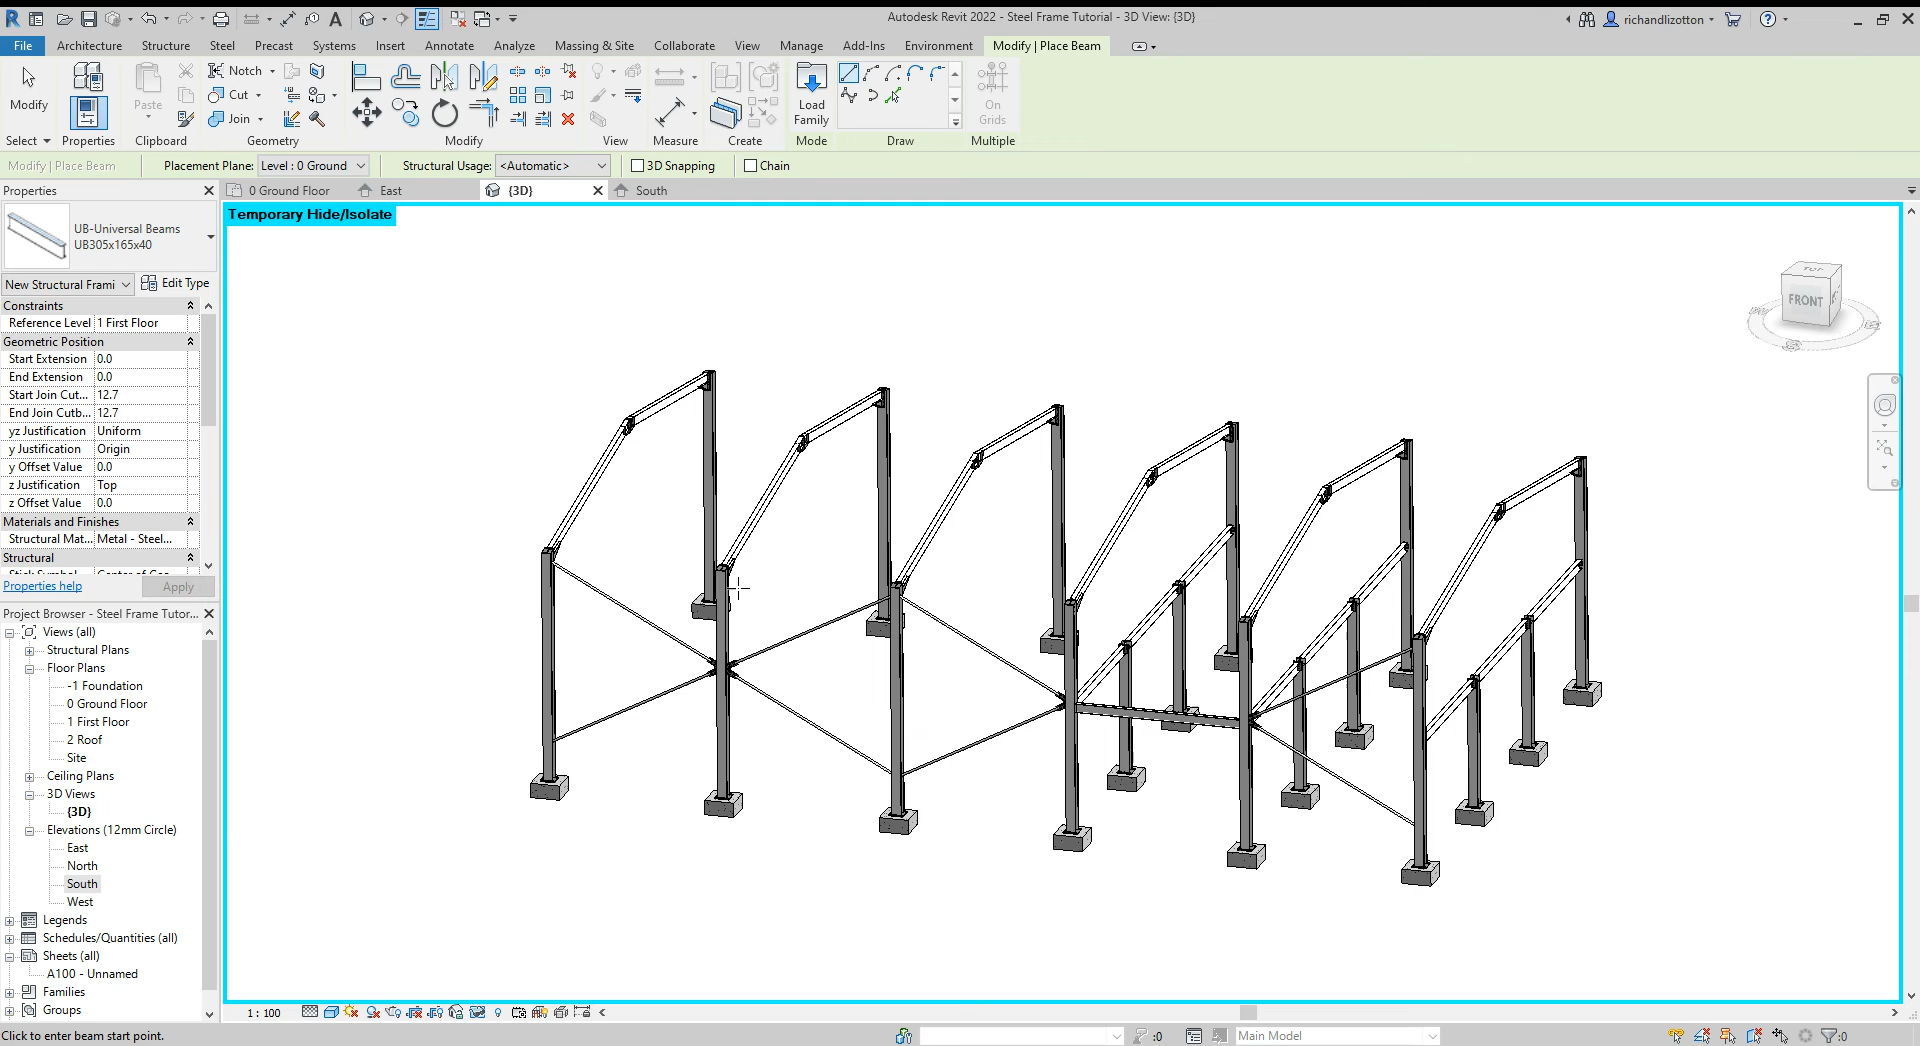 Autodesk Revit 2022 - Steel Frame Tutorial - 3D View: {3D}
richandlizotton
File Architecture Structure Steel Precast Systems Insert Annotate Analyze Massing & Site Collaborate View Manage Add-Ins Environment Modify | Place Beam
Modify
Paste
Notch
Cut
Join
Load
Family
On
Grids
Select Properties Clipboard Geometry Modify View Measure Create Mode Draw Multiple
Modify | Place Beam Placement Plane: Level : 0 Ground Structural Usage: <Automatic> 3D Snapping Chain
Properties
0 Ground Floor East {3D} South
Temporary Hide/Isolate
UB-Universal Beams
UB305x165x40
New Structural Frami Edit Type
Constraints
Reference Level 1 First Floor
Geometric Position
Start Extension 0.0
End Extension 0.0
Start Join Cut... 12.7
End Join Cutb... 12.7
yz Justification Uniform
y Justification Origin
y Offset Value 0.0
z Justification Top
z Offset Value 0.0
Materials and Finishes
Structural Mat... Metal - Steel...
Structural
Properties help Apply
TOP
FRONT
Project Browser - Steel Frame Tutor...
Views (all)
Structural Plans
Floor Plans
-1 Foundation
0 Ground Floor
1 First Floor
2 Roof
Site
Ceiling Plans
3D Views
{3D}
Elevations (12mm Circle)
East
North
South
West
Legends
Schedules/Quantities (all)
Sheets (all)
A100 - Unnamed
Families
Groups
1 : 100
Click to enter beam start point.
:0
Main Model
:0